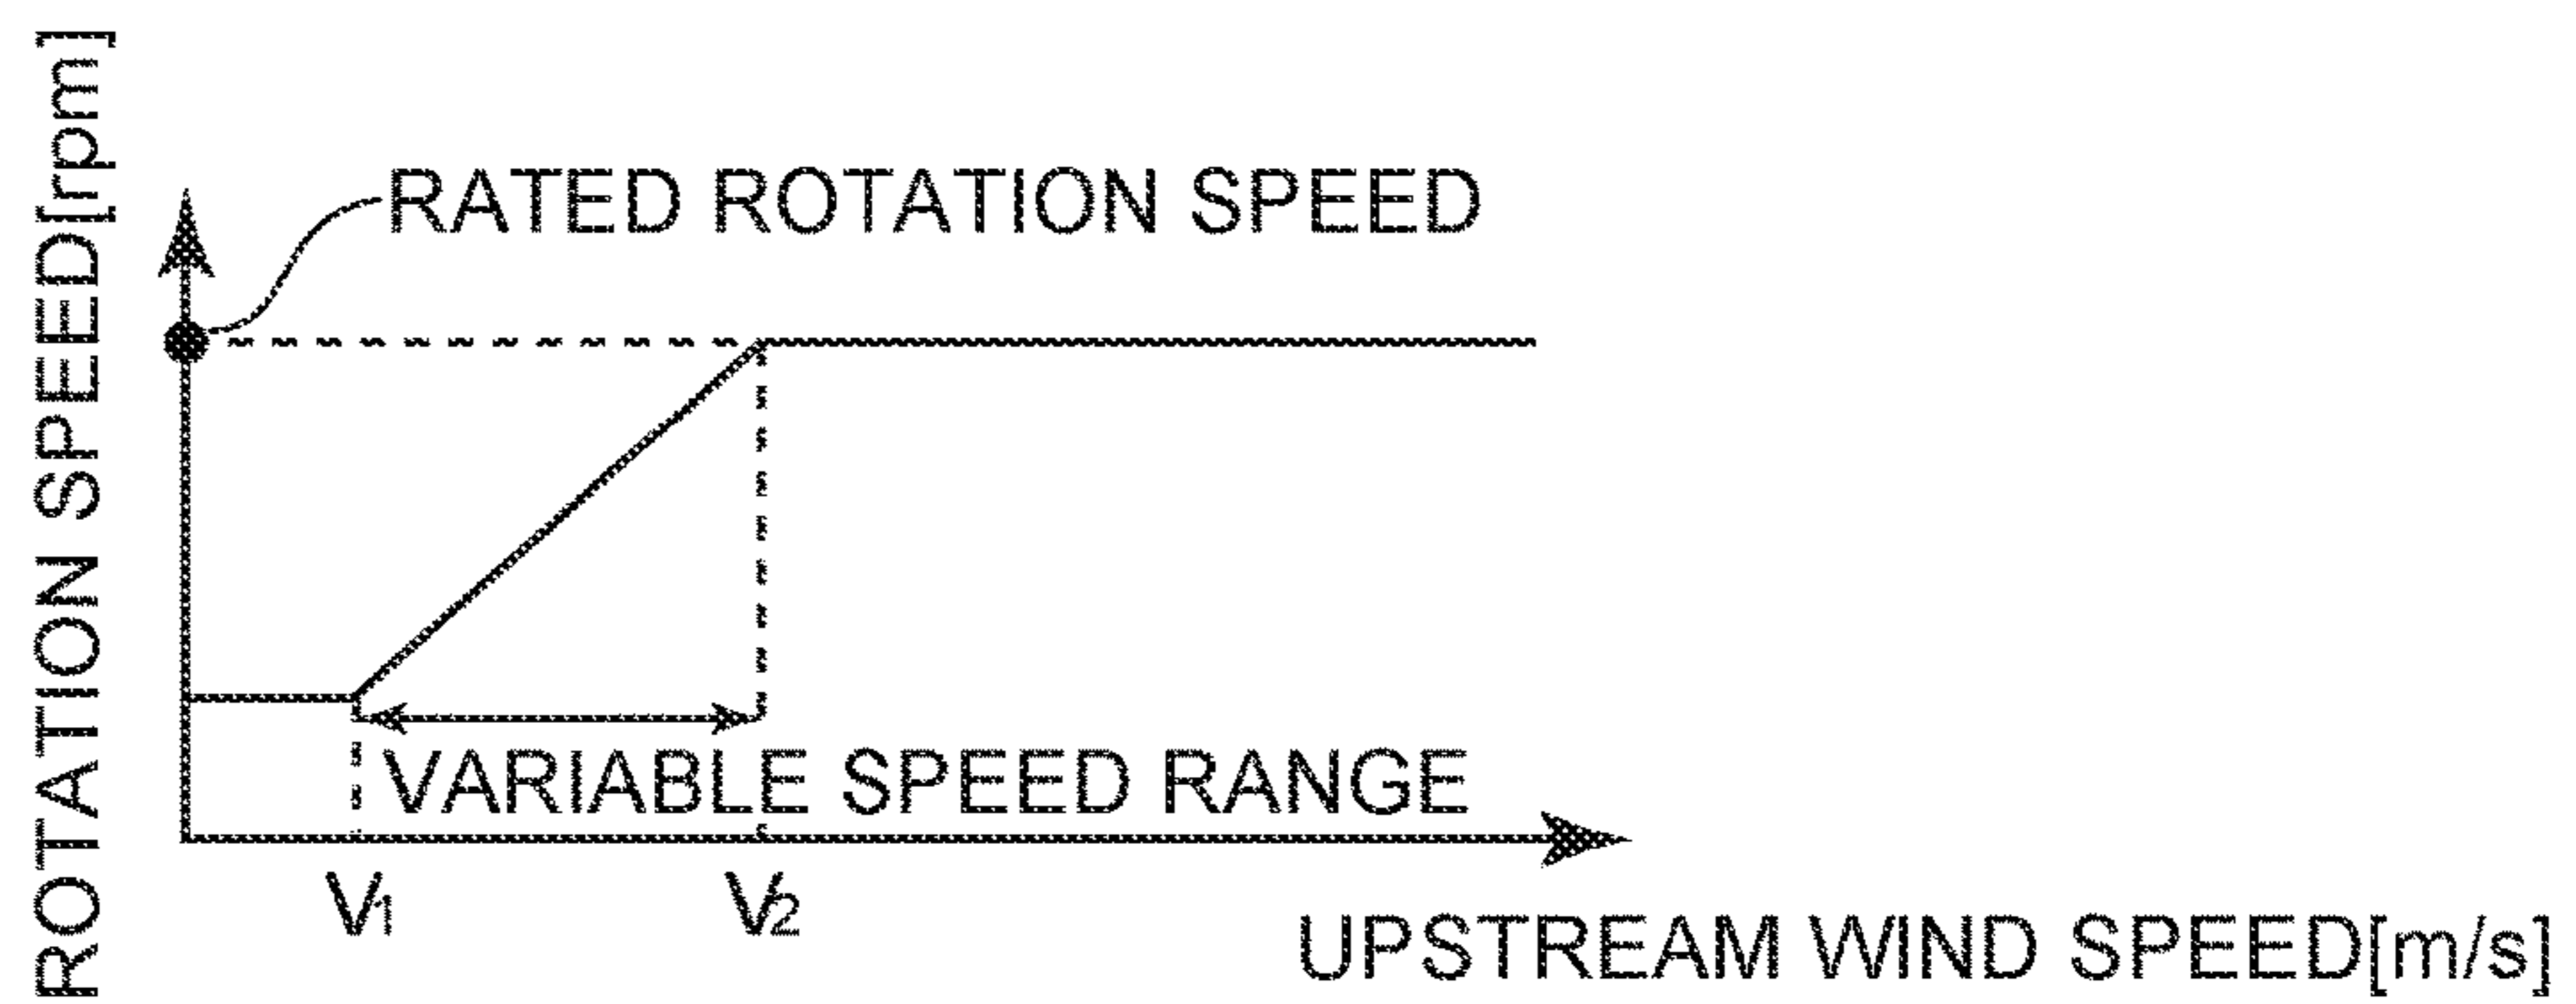 ROTATION SPEED[rpm]
RATED ROTATION SPEED
VARIABLE SPEED RANGE
V1
V2
UPSTREAM WIND SPEED[m/s]